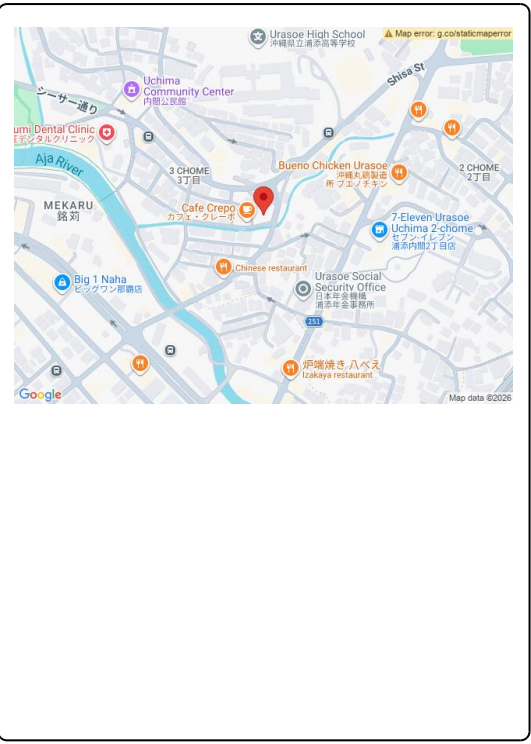 Urasoe High School
沖縄県立浦添高等学校
Map error: g.co/staticmaperror
Shisa St
Uchima
Community Center
内間公民館
シーサー通り
umi Dental Clinic
デンタルクリニック
Aja River
3 CHOME
3丁目
Bueno Chicken Urasoe
沖縄丸鶏製造
所 ブエノチキン
2 CHOME
2丁目
MEKARU
銘苅
Cafe Crepo
カフェ・クレーポ
7-Eleven Urasoe
Uchima 2-chome
セブン-イレブン
浦添内間2丁目店
Chinese restaurant
Big 1 Naha
ビッグワン那覇店
Urasoe Social
Security Office
日本年金機構
浦添年金事務所
251
炉端焼き 八べえ
Izakaya restaurant
Google
Map data ©2026